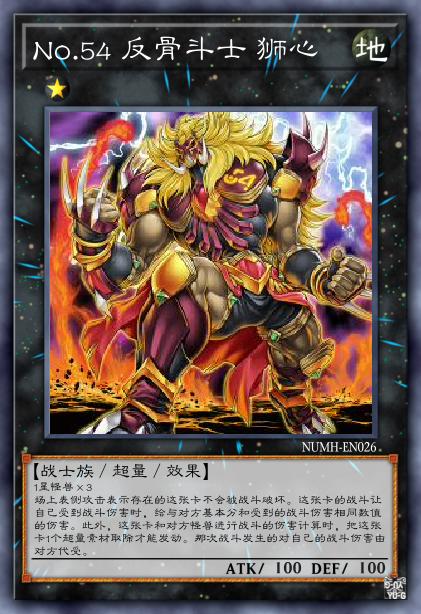 No.54 反骨斗士 狮心
地
54
NUMH-EN026
【战士族／超量／效果】
1星怪兽×3
场上表侧攻击表示存在的这张卡不会被战斗破坏。这张卡的战斗让
自己受到战斗伤害时，给与对方基本分和受到的战斗伤害相同数值
的伤害。此外，这张卡和对方怪兽进行战斗的伤害计算时，把这张
卡1个超量素材取除才能发动。那次战斗发生的对自己的战斗伤害由
对方代受。
ATK/ 100 DEF/ 100